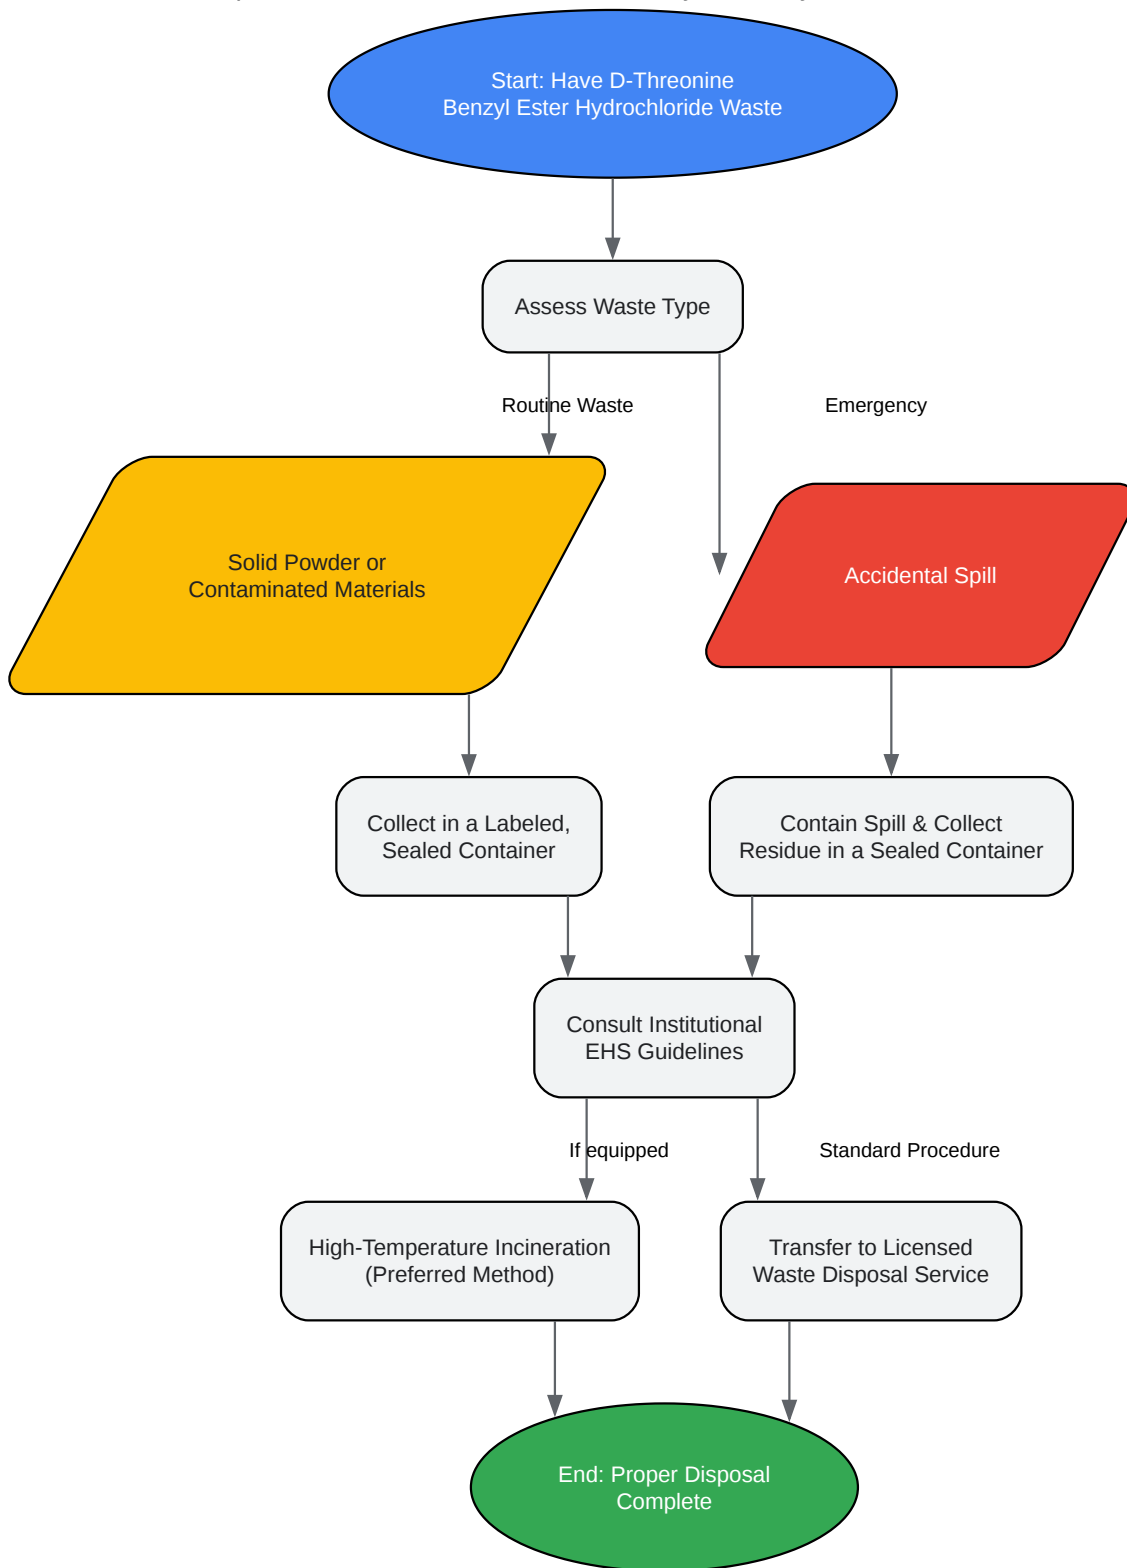 Start: Have D-Threonine
Benzyl Ester Hydrochloride Waste
Assess Waste Type
Routine Waste
Emergency
Solid Powder or
Contaminated Materials
Accidental Spill
Collect in a Labeled,
Sealed Container
Contain Spill & Collect
Residue in a Sealed Container
Consult Institutional
EHS Guidelines
If equipped
Standard Procedure
High-Temperature Incineration
(Preferred Method)
Transfer to Licensed
Waste Disposal Service
End: Proper Disposal
Complete